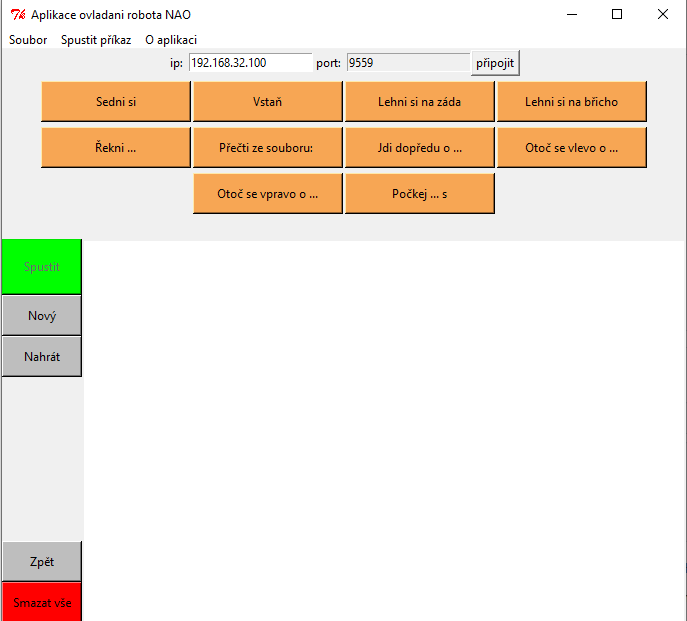 Aplikace ovladani robota NAO
Soubor Spustit příkaz O aplikaci
ip: 192.168.32.100 port: 9559 připojit
Sedni si Vstaň Lehni si na záda Lehni si na břicho
Řekni ... Přečti ze souboru: Jdi dopředu o ... Otoč se vlevo o ...
Otoč se vpravo o ... Počkej ... s
Spustit
Nový
Nahrát
Zpět
Smazat vše